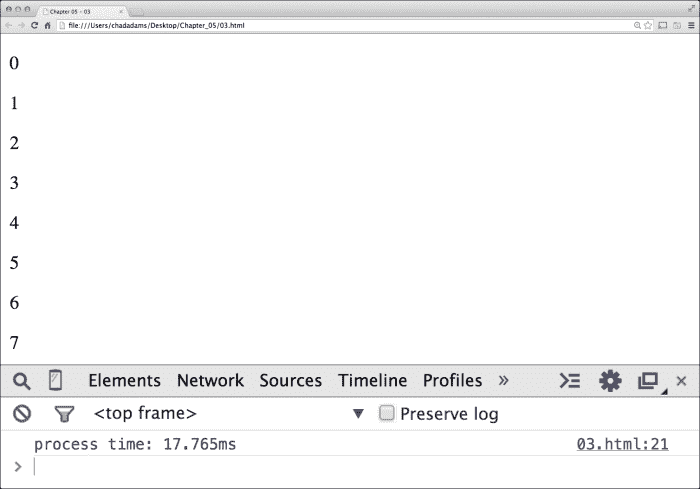 Chapter 05 - 03
file:///Users/chadadams/Desktop/Chapter_05/03.html
0
1
2
3
4
5
6
7
Elements Network Sources Timeline Profiles »
<top frame> Preserve log
process time: 17.765ms 03.html:21
>